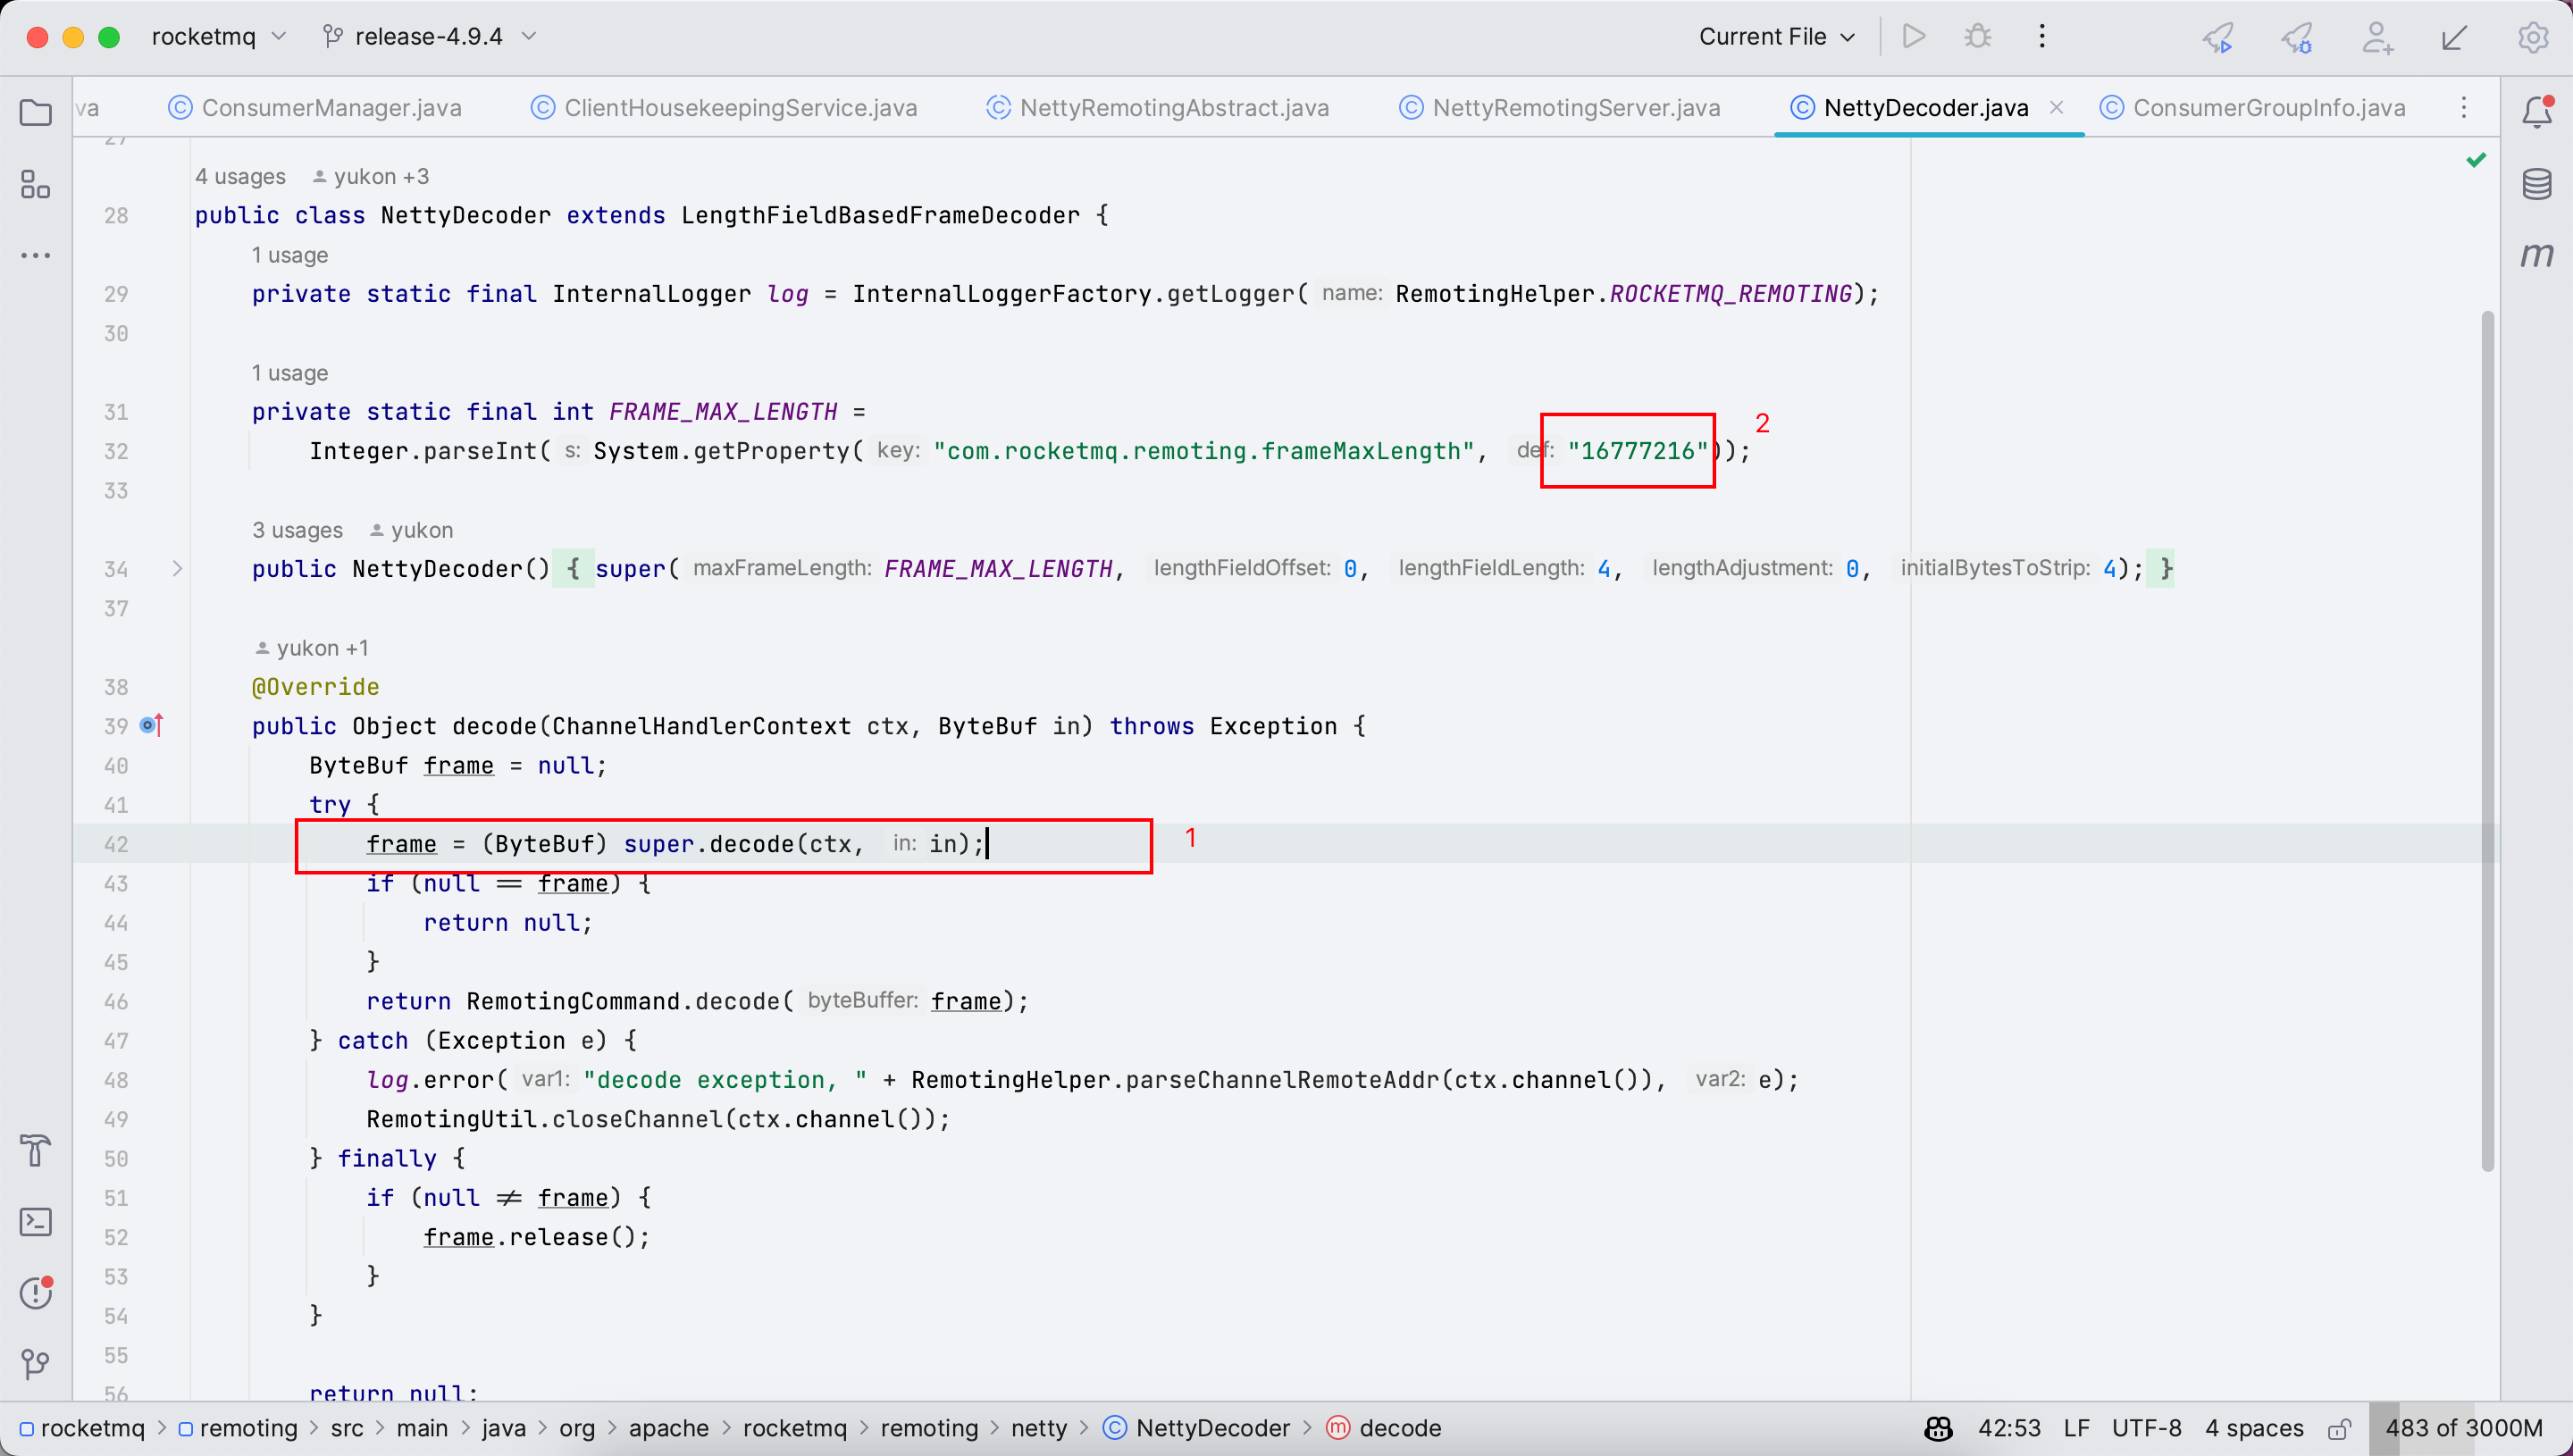 rocketmq release-4.9.4 Current File
va ConsumerManager.java ClientHousekeepingService.java NettyRemotingAbstract.java NettyRemotingServer.java NettyDecoder.java ConsumerGroupInfo.java
27
4 usages yukon +3
28 public class NettyDecoder extends LengthFieldBasedFrameDecoder {
1 usage
29 private static final InternalLogger log = InternalLoggerFactory.getLogger( name: RemotingHelper.ROCKETMQ_REMOTING);
30
1 usage
31 private static final int FRAME_MAX_LENGTH =
2
32 Integer.parseInt( s: System.getProperty( key: "com.rocketmq.remoting.frameMaxLength", def: "16777216"));
33
3 usages yukon
34 public NettyDecoder() { super( maxFrameLength: FRAME_MAX_LENGTH, lengthFieldOffset: 0, lengthFieldLength: 4, lengthAdjustment: 0, initialBytesToStrip: 4); }
37
yukon +1
38 @Override
39 public Object decode(ChannelHandlerContext ctx, ByteBuf in) throws Exception {
40 ByteBuf frame = null;
41 try {
42 frame = (ByteBuf) super.decode(ctx, in: in); 1
43 if (null == frame) {
44 return null;
45 }
46 return RemotingCommand.decode( byteBuffer: frame);
47 } catch (Exception e) {
48 log.error( var1: "decode exception, " + RemotingHelper.parseChannelRemoteAddr(ctx.channel()), var2: e);
49 RemotingUtil.closeChannel(ctx.channel());
50 } finally {
51 if (null != frame) {
52 frame.release();
53 }
54 }
55
56 return null;
rocketmq > remoting > src > main > java > org > apache > rocketmq > remoting > netty > NettyDecoder > decode 42:53 LF UTF-8 4 spaces 483 of 3000M